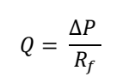 Q = ΔP / R_f